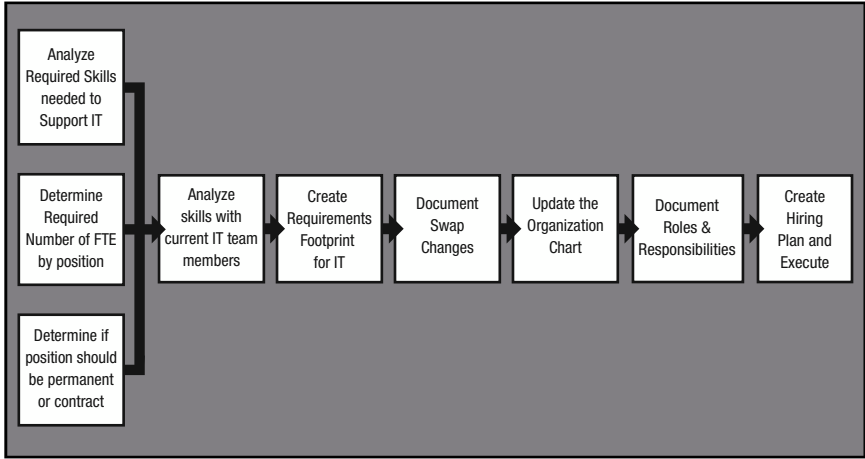 Analyze
Required Skills
needed to
Support IT
Determine
Required
Number of FTE
by position
Determine if
position should
be permanent
or contract
Analyze
skills with
current IT team
members
Create
Requirements
Footprint
for IT
Document
Swap
Changes
Update the
Organization
Chart
Document
Roles &
Responsibilities
Create
Hiring
Plan and
Execute